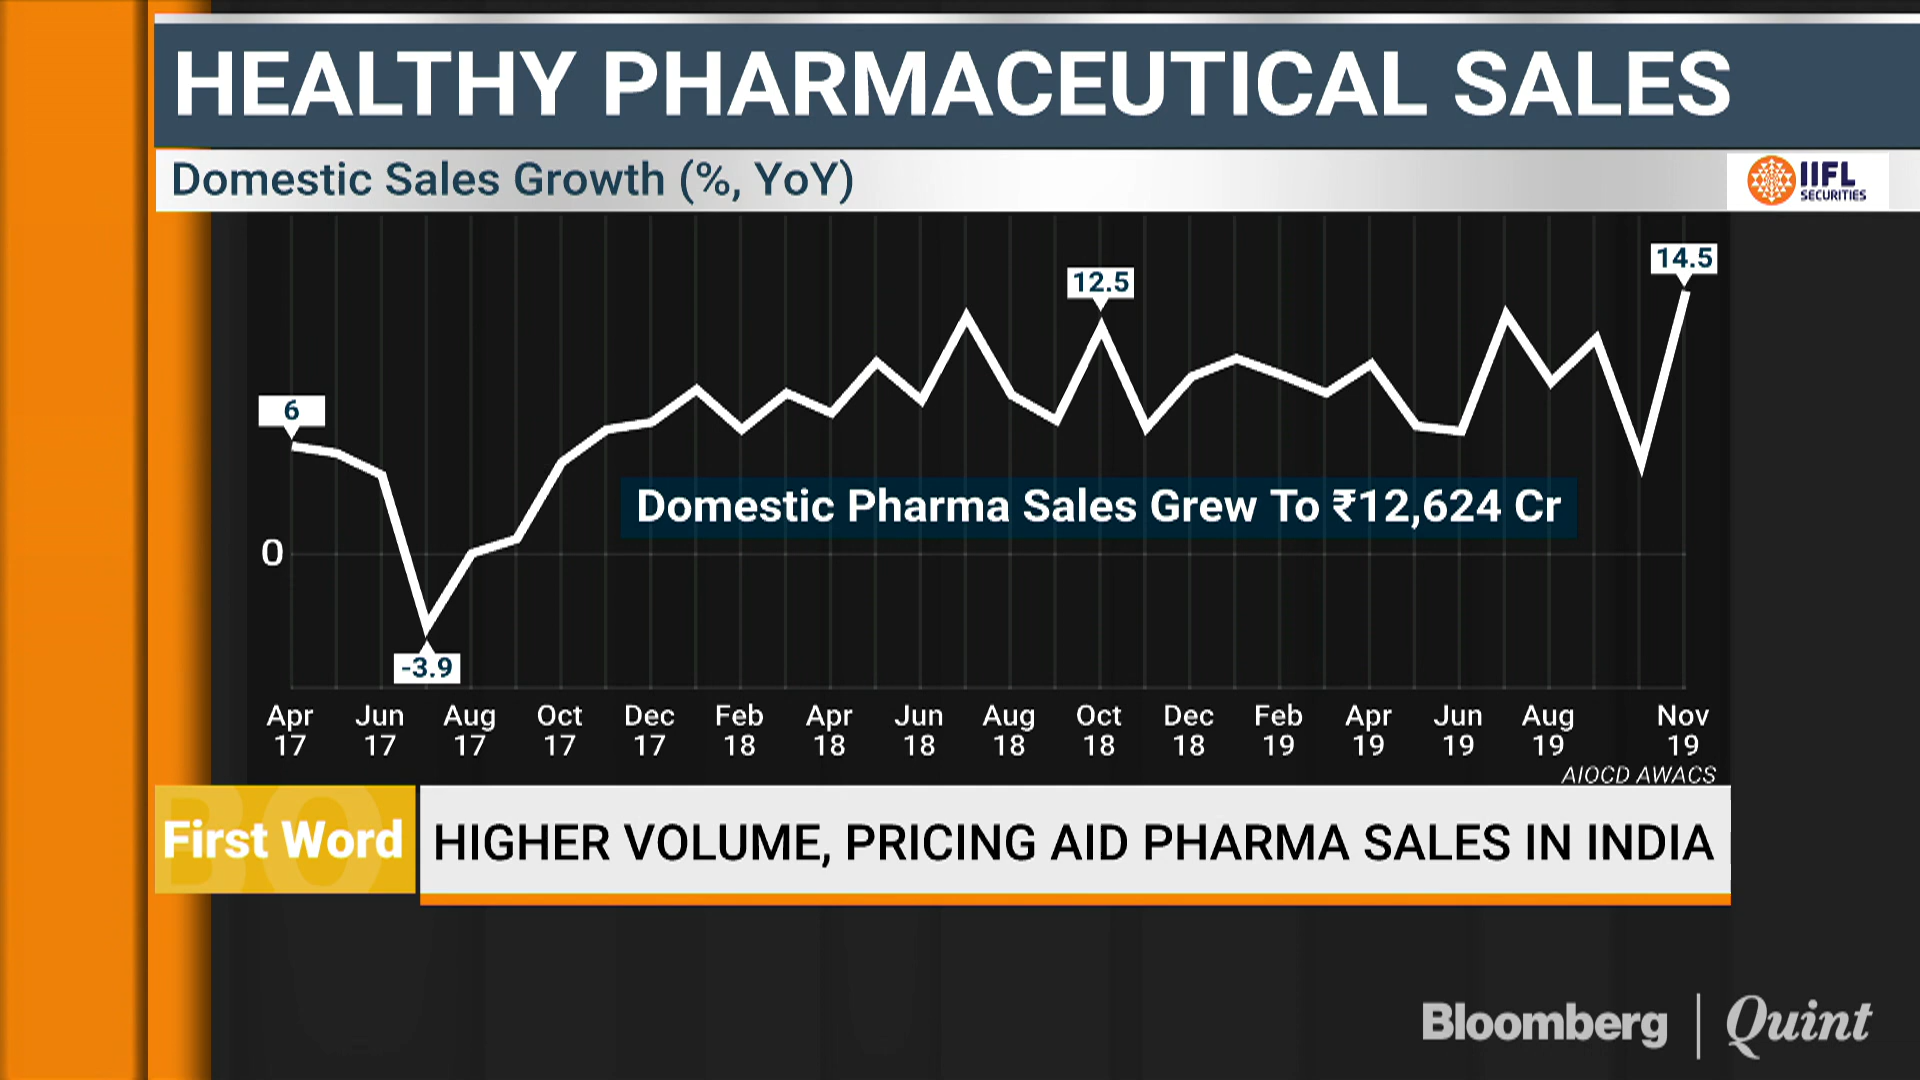 HEALTHY PHARMACEUTICAL SALES
Domestic Sales Growth (%, YoY)
IIFL
SECURITIES
14.5
12.5
6
Domestic Pharma Sales Grew To ₹12,624 Cr
0
-3.9
Apr Jun Aug Oct Dec Feb Apr Jun Aug Oct Dec Feb Apr Jun Aug Nov
17 17 17 17 17 18 18 18 18 18 18 19 19 19 19 19
AIOCD AWACS
First Word
HIGHER VOLUME, PRICING AID PHARMA SALES IN INDIA
Bloomberg | Quint